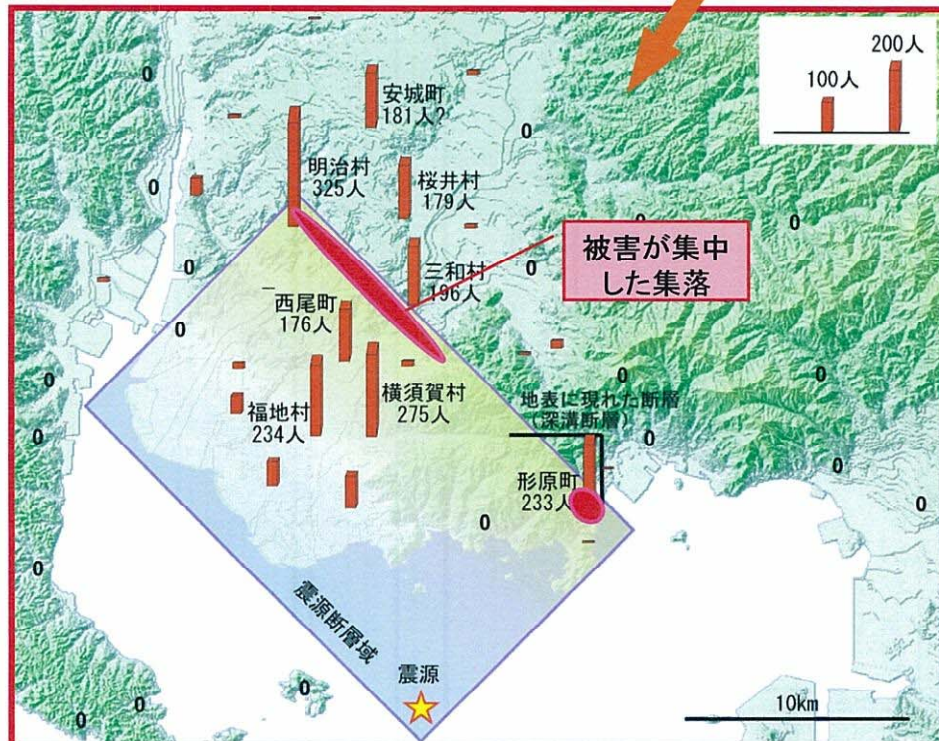 200人
100人
0
安城町
181人?
0
明治村
325人
桜井村
179人
0
0
0
被害が集中
した集落
0
三和村
196人
0
西尾町
176人
0
横須賀村
275人
0
0
0
地表に現れた断層
(深溝断層)
福地村
234人
0
0
0
形原町
233人
0
0
0
震源断層域
震源
0
0
0
10km